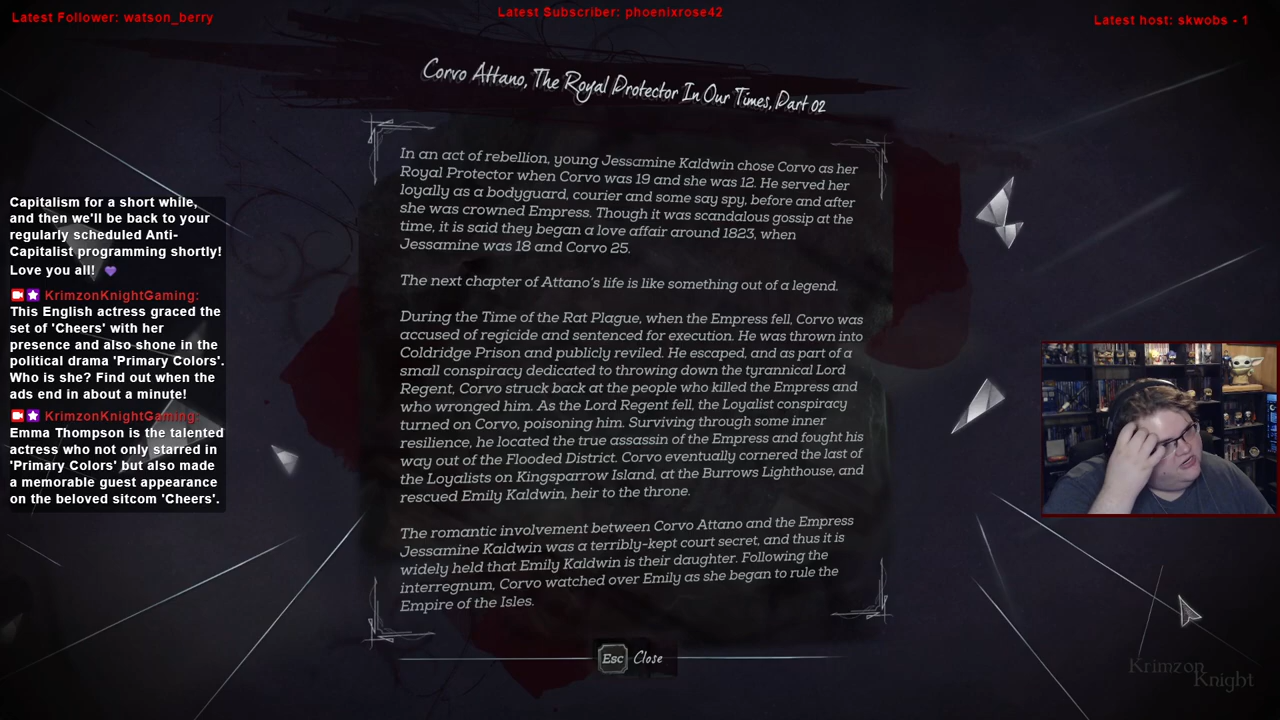 Latest Follower: watson_berry
Latest Subscriber: phoenixrose42
Latest host: skwobs - 1
Corvo Attano, The Royal Protector In Our Times, Part 02
In an act of rebellion, young Jessamine Kaldwin chose Corvo as her
Royal Protector when Corvo was 19 and she was 12. He served her
loyally as a bodyguard, courier and some say spy, before and after
she was crowned Empress. Though it was scandalous gossip at the
time, it is said they began a love affair around 1823, when
Jessamine was 18 and Corvo 25.
The next chapter of Attano's life is like something out of a legend.
During the Time of the Rat Plague, when the Empress fell, Corvo was
accused of regicide and sentenced for execution. He was thrown into
Coldridge Prison and publicly reviled. He escaped, and as part of a
small conspiracy dedicated to throwing down the tyrannical Lord
Regent, Corvo struck back at the people who killed the Empress and
who wronged him. As the Lord Regent fell, the Loyalist conspiracy
turned on Corvo, poisoning him. Surviving through some inner
resilience, he located the true assassin of the Empress and fought his
way out of the Flooded District. Corvo eventually cornered the last of
the Loyalists on Kingsparrow Island, at the Burrows Lighthouse, and
rescued Emily Kaldwin, heir to the throne.
The romantic involvement between Corvo Attano and the Empress
Jessamine Kaldwin was a terribly-kept court secret, and thus it is
widely held that Emily Kaldwin is their daughter. Following the
interregnum, Corvo watched over Emily as she began to rule the
Empire of the Isles.
Esc Close
Capitalism for a short while,
and then we'll be back to your
regularly scheduled Anti-
Capitalist programming shortly!
Love you all! 💜
KrimzonKnightGaming:
This English actress graced the
set of 'Cheers' with her
presence and also shone in the
political drama 'Primary Colors'.
Who is she? Find out when the
ads end in about a minute!
KrimzonKnightGaming:
Emma Thompson is the talented
actress who not only starred in
'Primary Colors' but also made
a memorable guest appearance
on the beloved sitcom 'Cheers'.
Krimzon
Knight